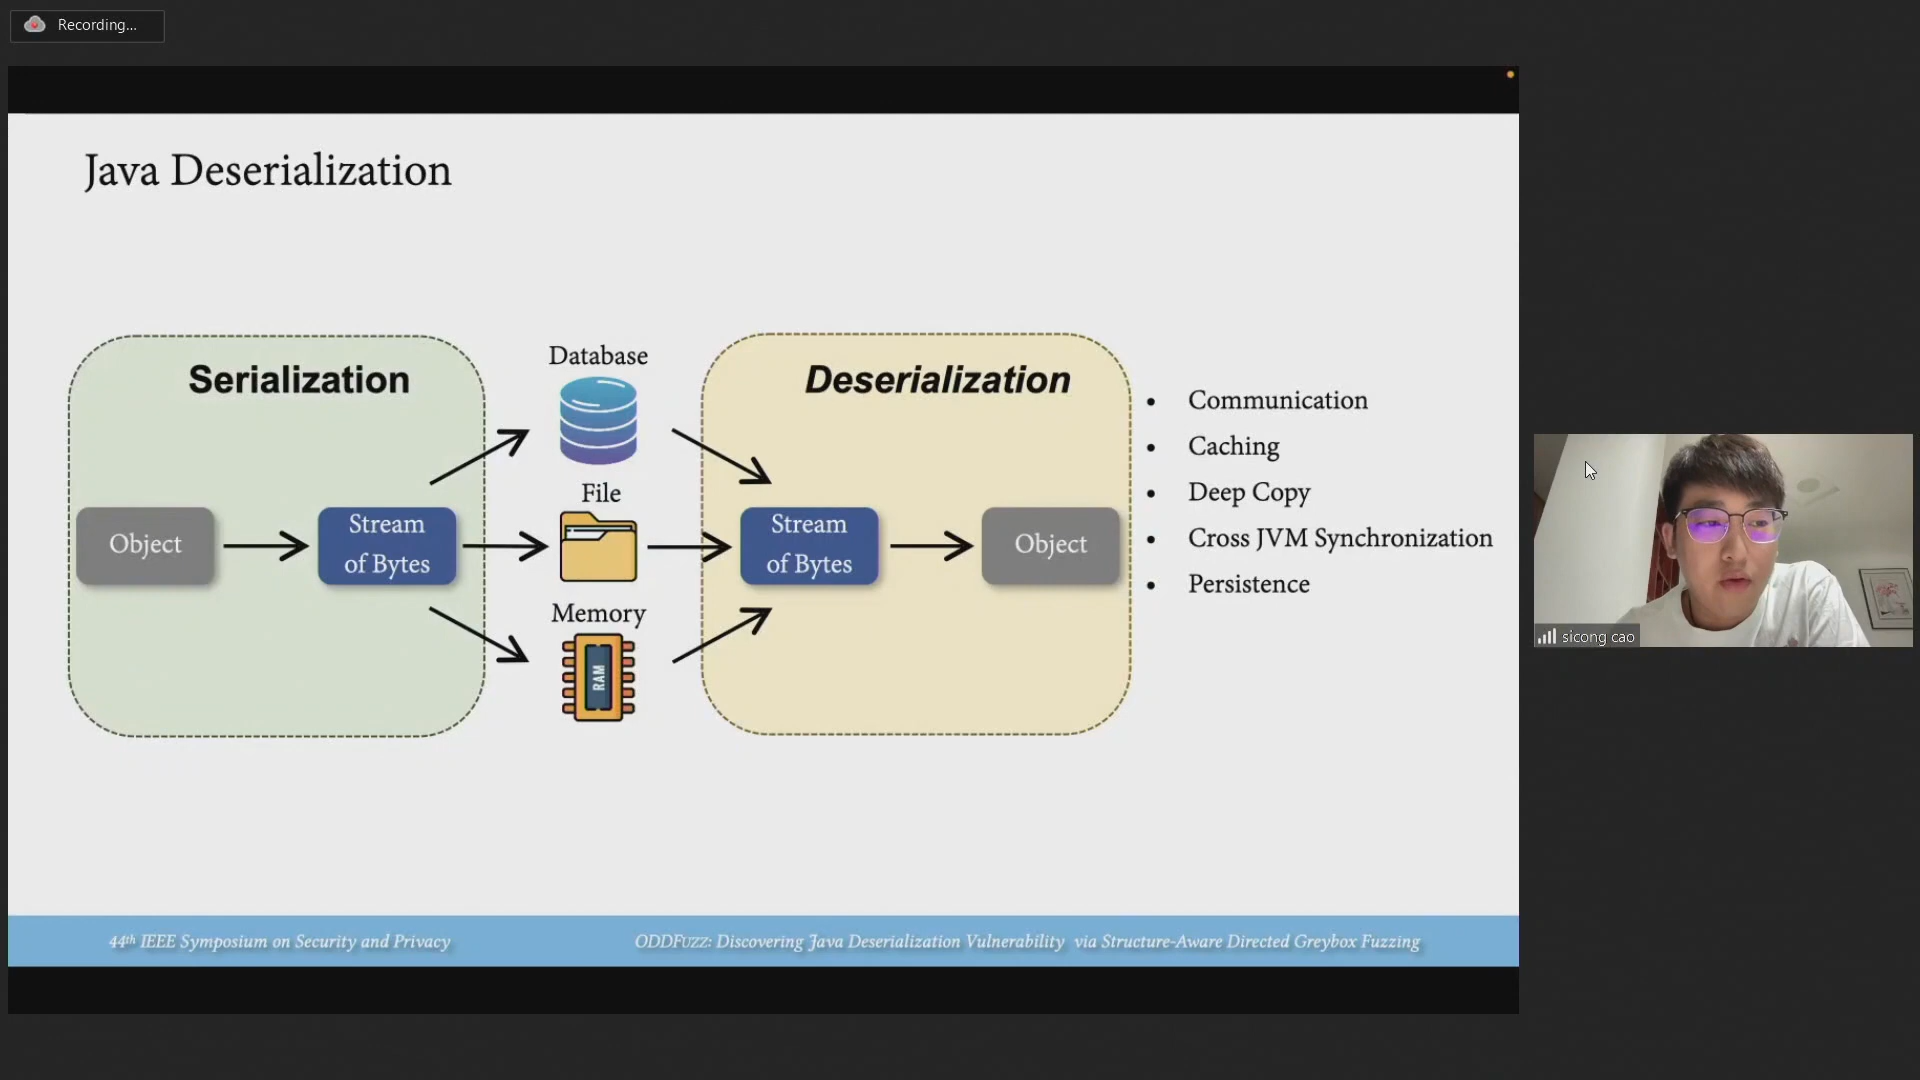 Recording...
Java Deserialization
Serialization
Object
Stream
of Bytes
Database
File
Memory
RAM
Deserialization
Stream
of Bytes
Object
• Communication
• Caching
• Deep Copy
• Cross JVM Synchronization
• Persistence
sicong cao
44th IEEE Symposium on Security and Privacy
ODDFUZZ: Discovering Java Deserialization Vulnerability via Structure-Aware Directed Greybox Fuzzing